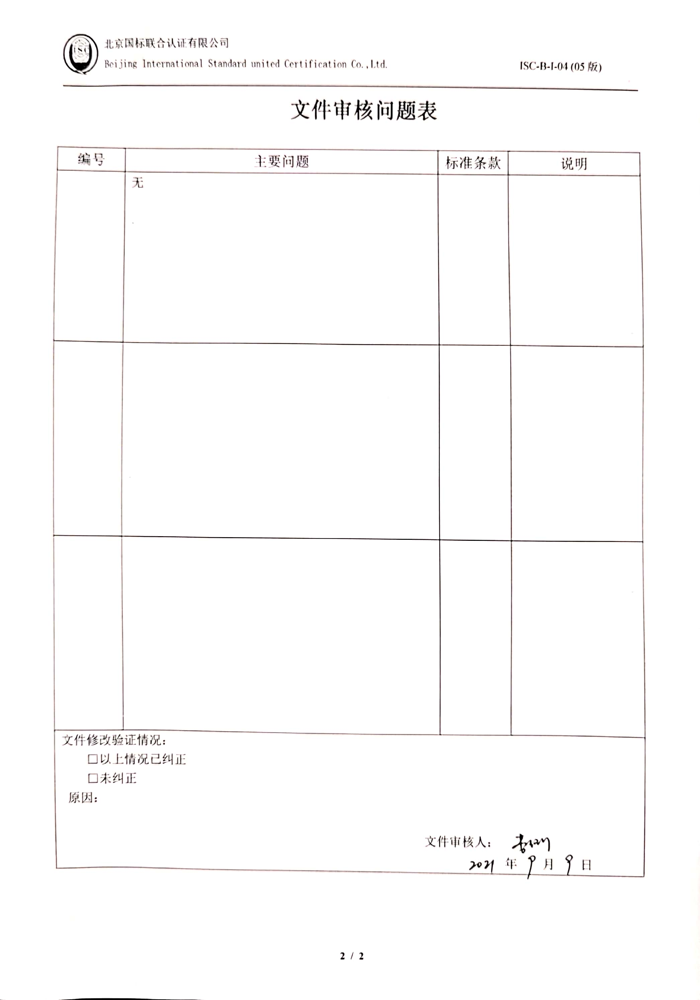 ISC
北京国标联合认证有限公司
Beijing International Standard united Certification Co.,Ltd.
ISC-B-I-04(05版)
文件审核问题表
编号 主要问题 标准条款 说明
无
文件修改验证情况：
□以上情况已纠正
□未纠正
原因：
文件审核人：
2021 年 9 月 9 日
2 / 2